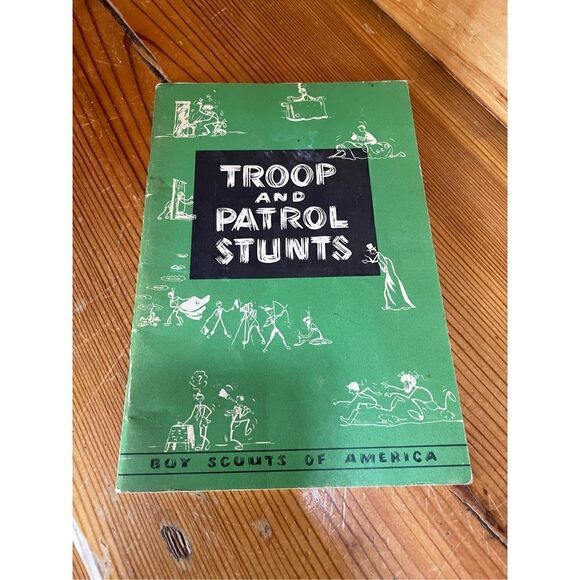 TROOP
AND
PATROL
STUNTS
BOY SCOUTS OF AMERICA